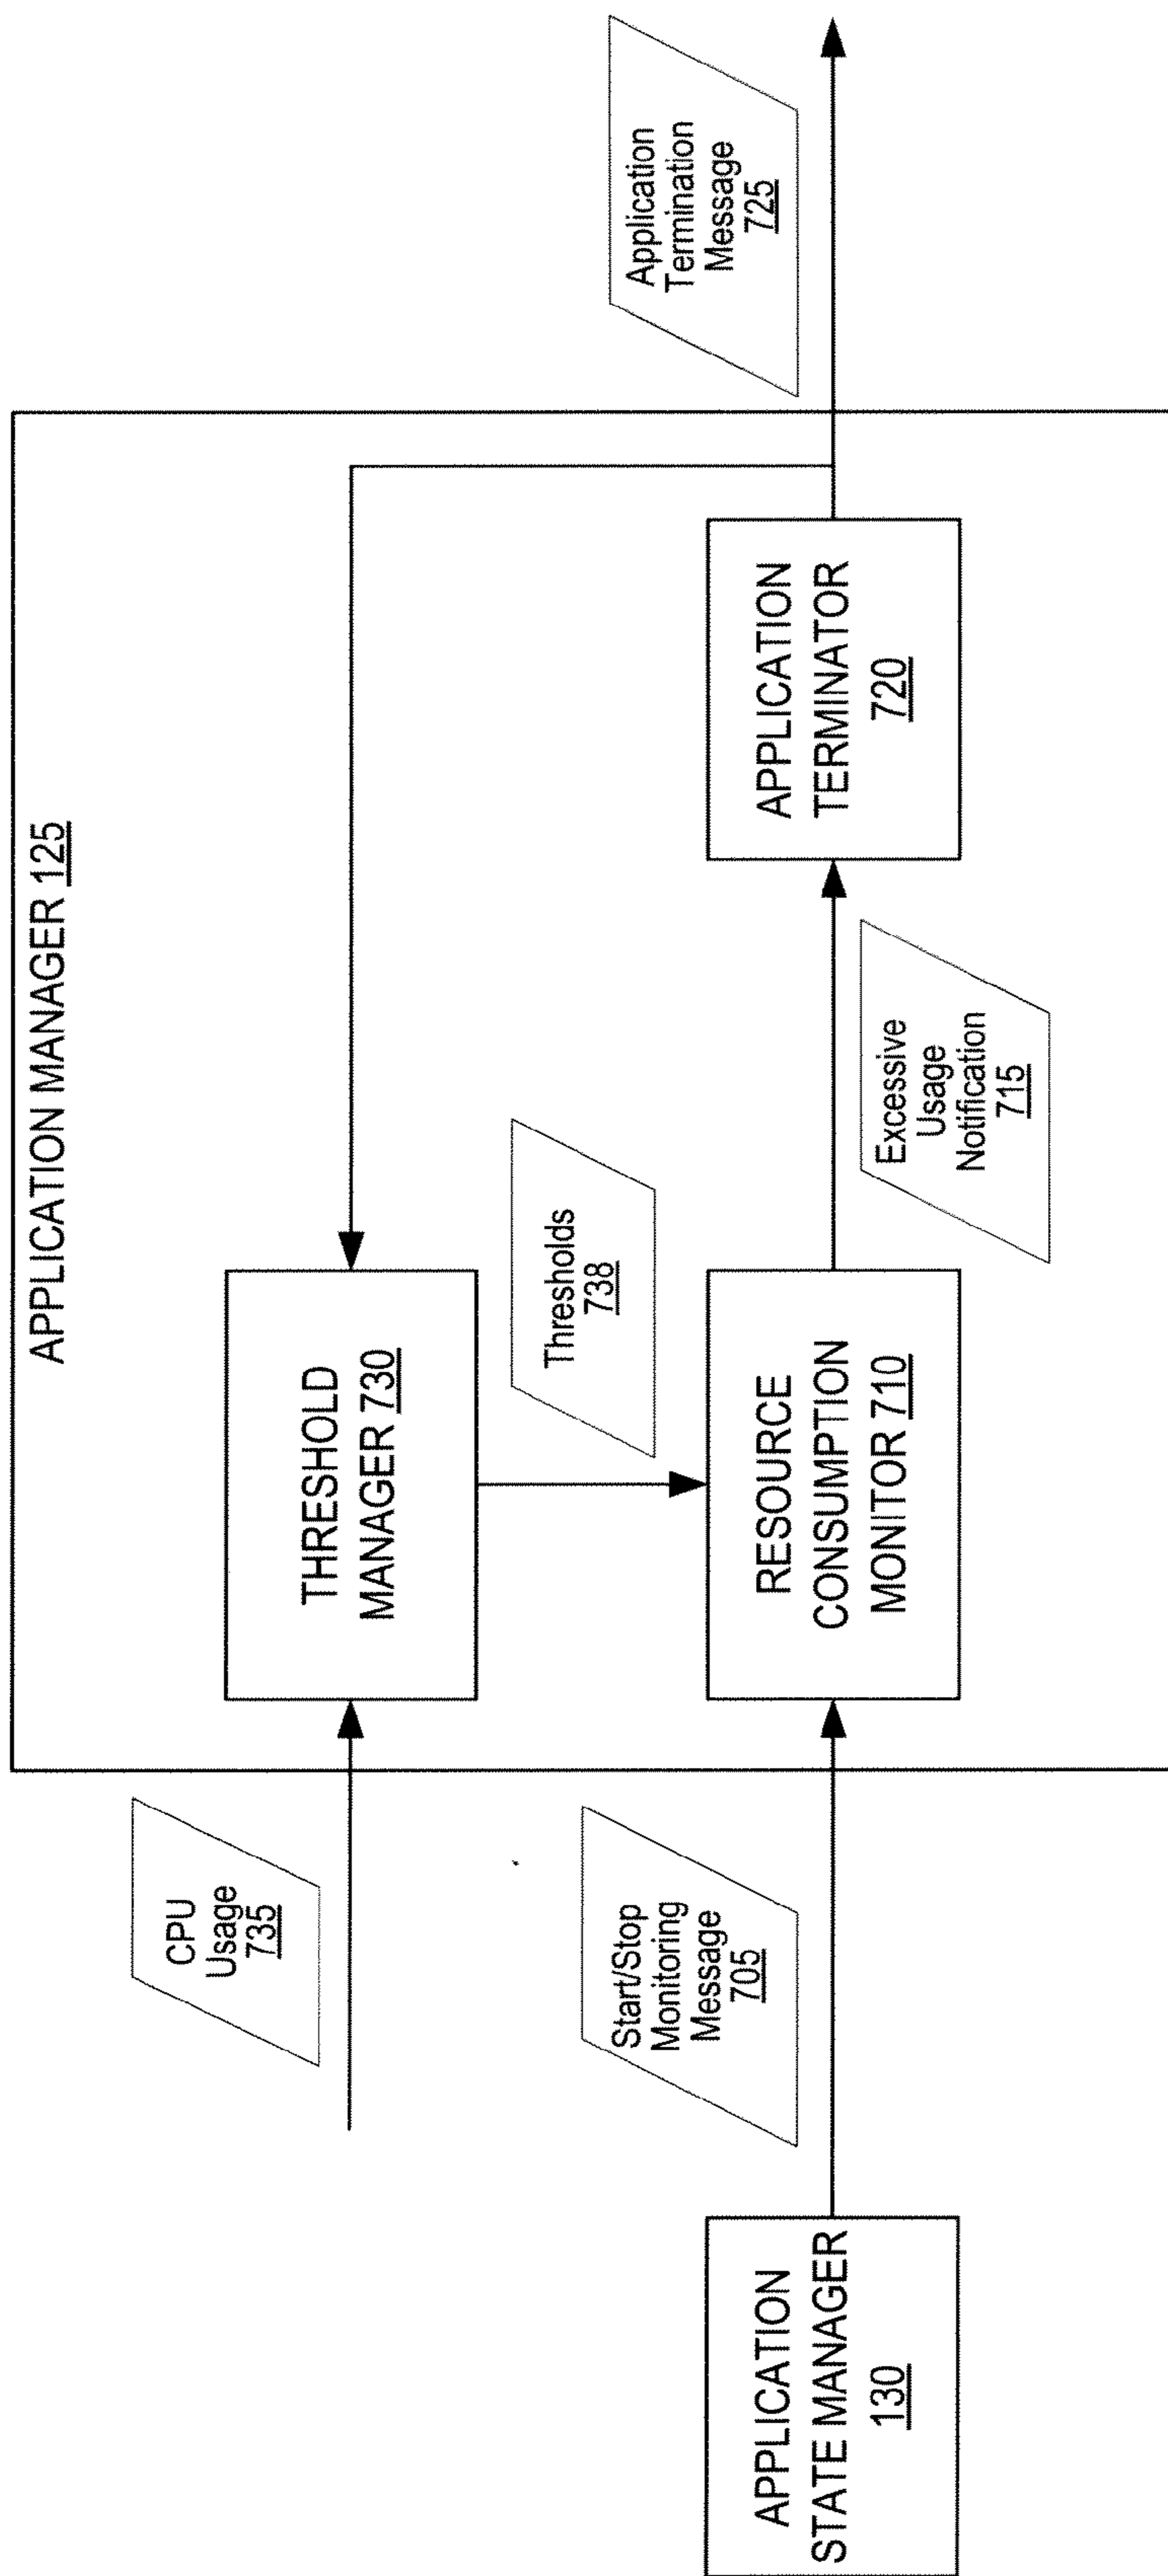 APPLICATION MANAGER 125
CPU
Usage
735
THRESHOLD
MANAGER 730
Thresholds
738
Application
Termination
Message
725
Start/Stop
Monitoring
Message
705
APPLICATION
STATE MANAGER
130
RESOURCE
CONSUMPTION
MONITOR 710
Excessive
Usage
Notification
715
APPLICATION
TERMINATOR
720